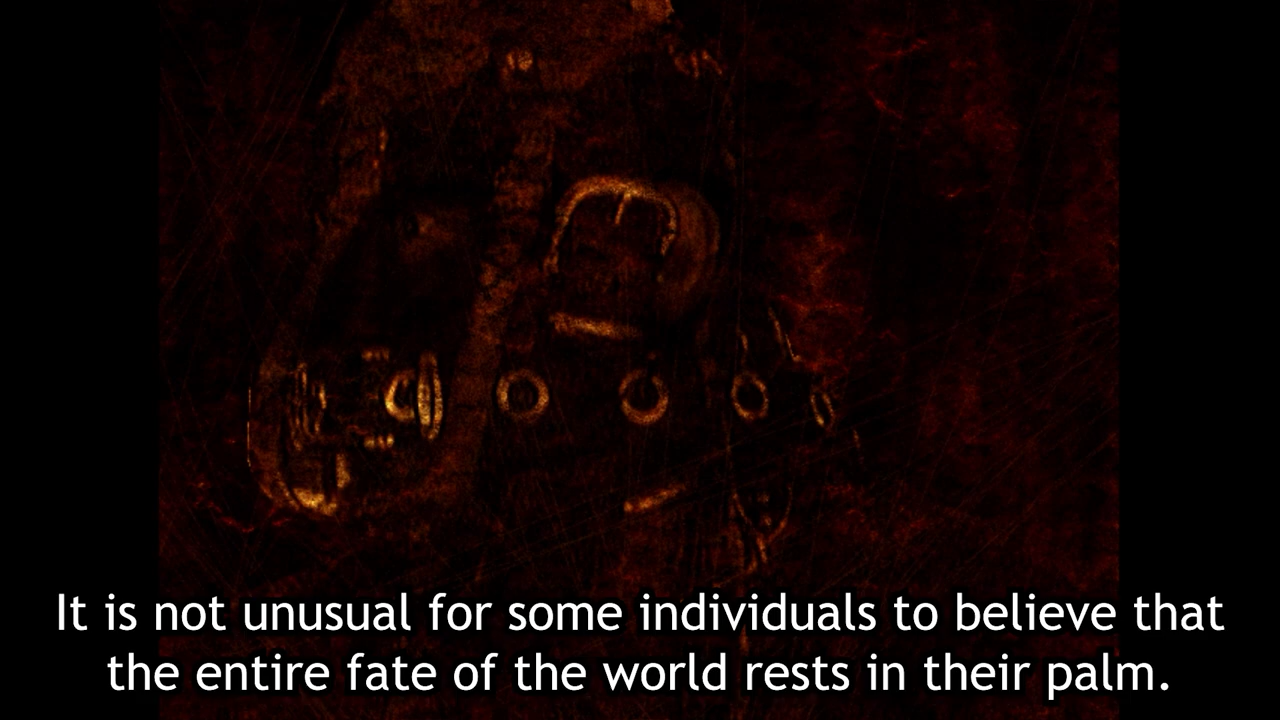 It is not unusual for some individuals to believe that
the entire fate of the world rests in their palm.